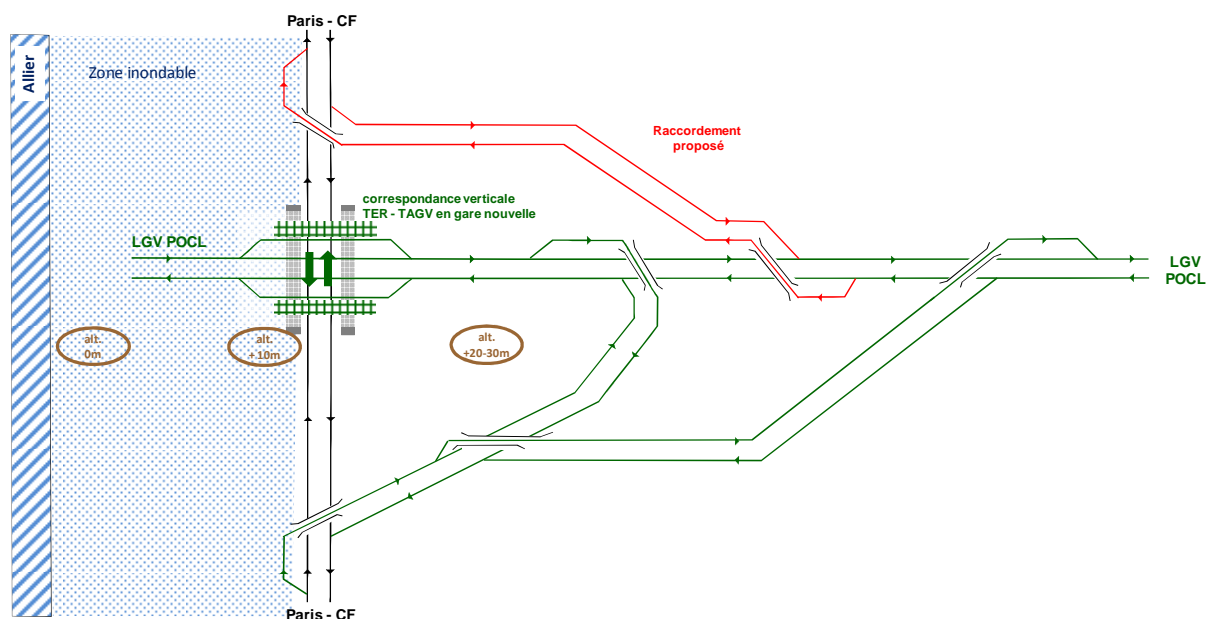 Paris - CF
Allier
Zone inondable
Raccordement
proposé
correspondance verticale
TER - TAGV en gare nouvelle
LGV POCL
LGV
POCL
alt.
0m
alt.
+10m
alt.
+20-30m
Paris - CF